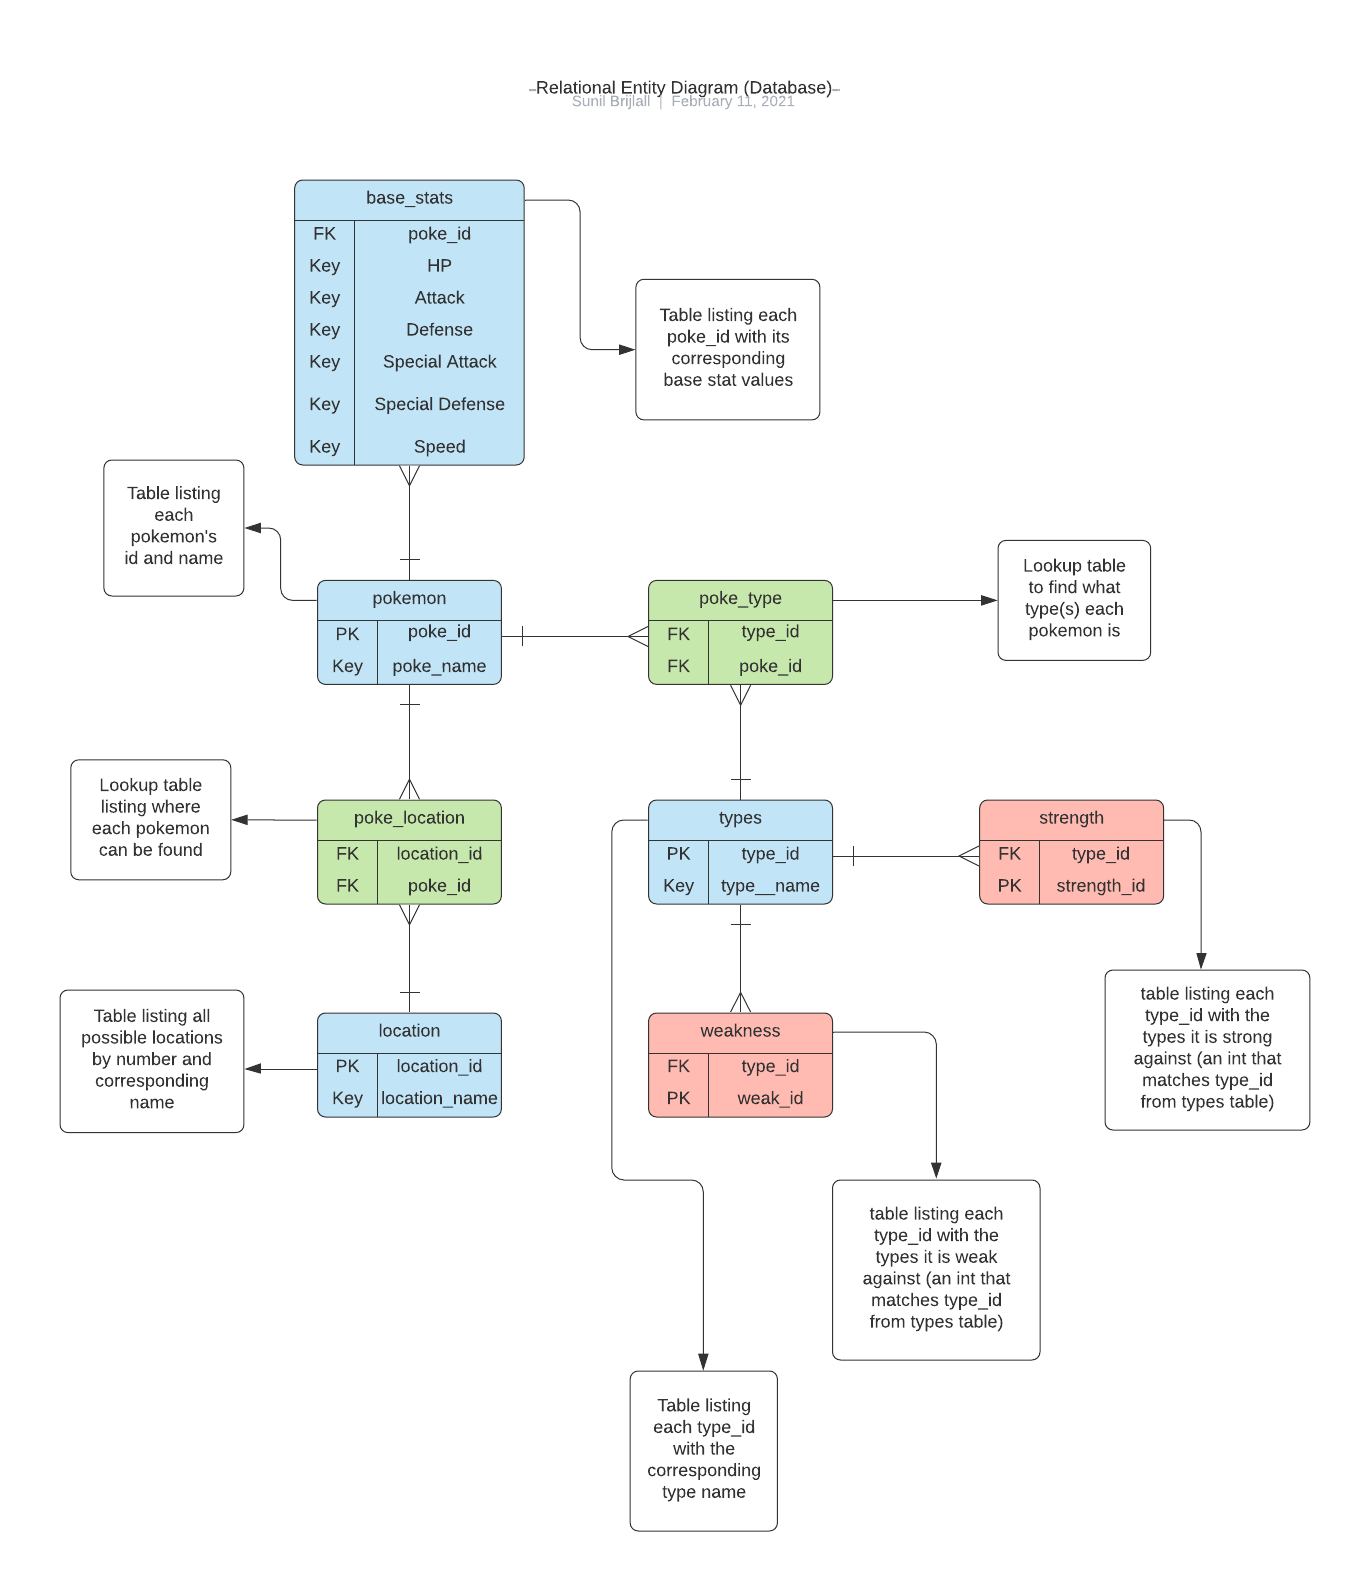 Relational Entity Diagram (Database)
Sunil Brijlall | February 11, 2021
base_stats
FK poke_id
Key HP
Key Attack
Key Defense
Key Special Attack
Key Special Defense
Key Speed
Table listing each
poke_id with its
corresponding
base stat values
Table listing
each
pokemon's
id and name
pokemon
PK poke_id
Key poke_name
poke_type
FK type_id
FK poke_id
Lookup table
to find what
type(s) each
pokemon is
Lookup table
listing where
each pokemon
can be found
poke_location
FK location_id
FK poke_id
types
PK type_id
Key type__name
strength
FK type_id
PK strength_id
Table listing all
possible locations
by number and
corresponding
name
location
PK location_id
Key location_name
weakness
FK type_id
PK weak_id
table listing each
type_id with the
types it is strong
against (an int that
matches type_id
from types table)
table listing each
type_id with the
types it is weak
against (an int that
matches type_id
from types table)
Table listing
each type_id
with the
corresponding
type name